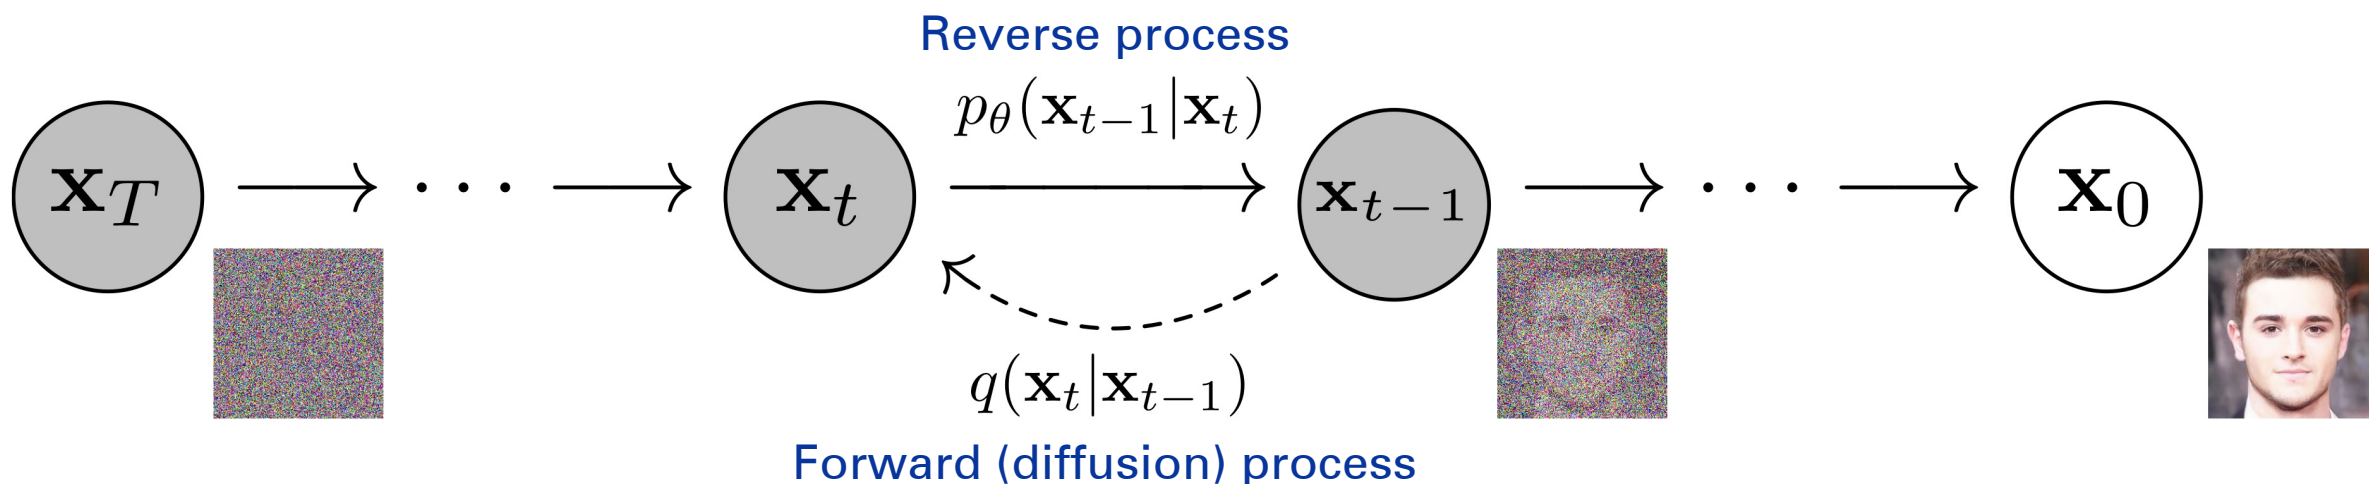 Reverse process
p_θ(x_{t−1}|x_t)
x_T → ··· → x_t → x_{t−1} → ··· → x_0
q(x_t|x_{t−1})
Forward (diffusion) process